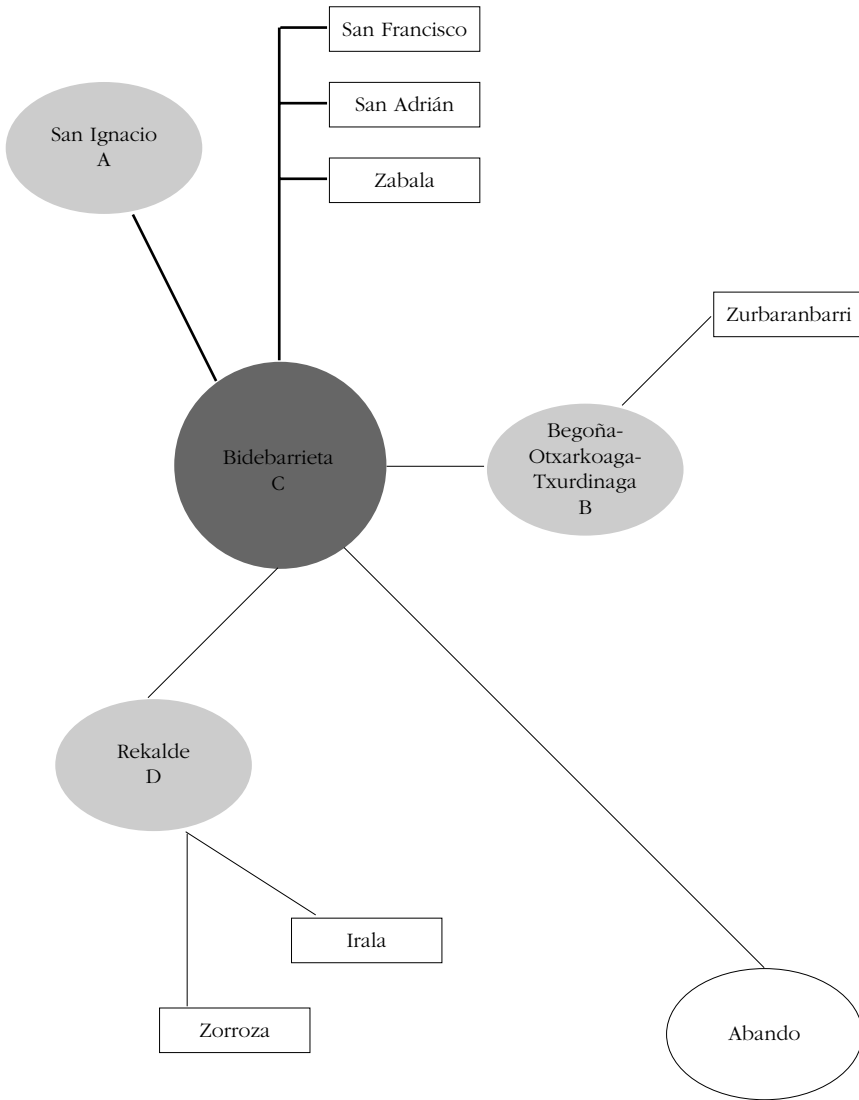 San Francisco
San Adrián
San Ignacio
A
Zabala
Zurbaranbarri
Begoña-
Otxarkoaga-
Txurdinaga
B
Bidebarrieta
C
Rekalde
D
Irala
Zorroza
Abando